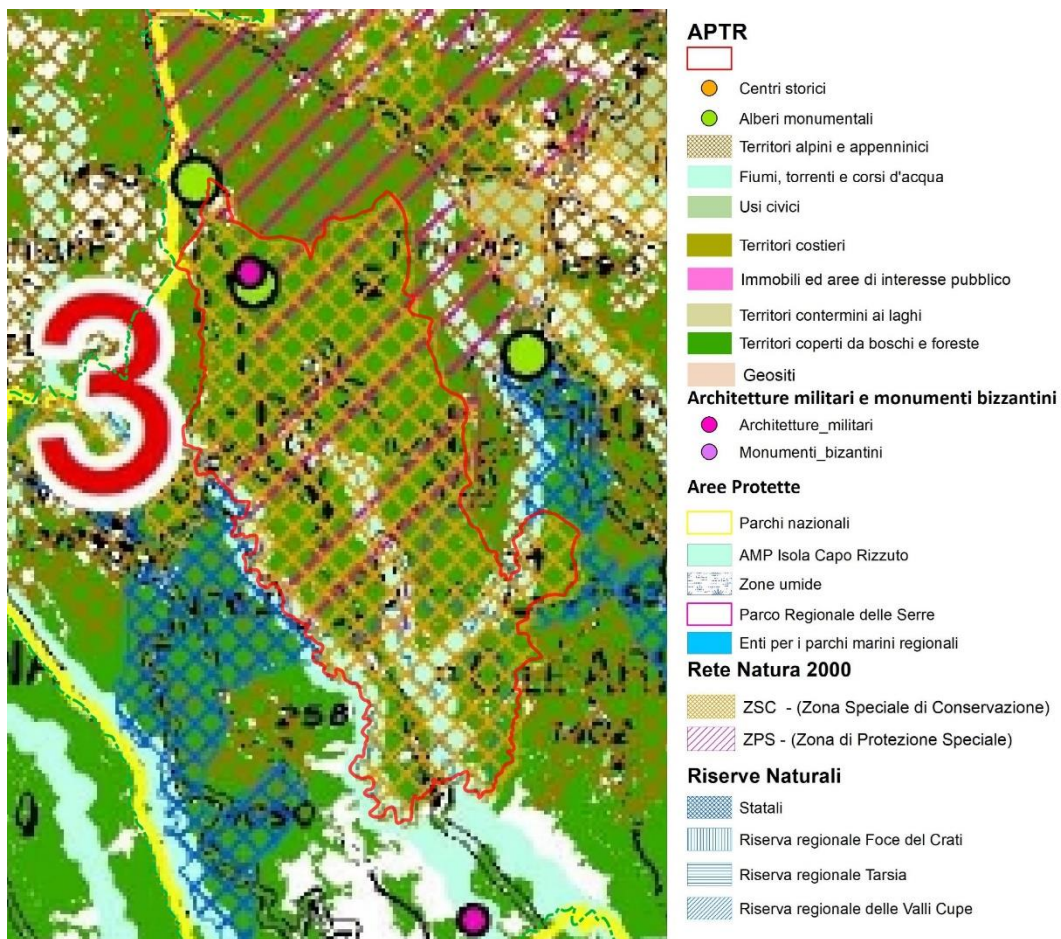 APTR
Centri storici
Alberi monumentali
Territori alpini e appenninici
Fiumi, torrenti e corsi d'acqua
Usi civici
Territori costieri
Immobili ed aree di interesse pubblico
Territori contermini ai laghi
Territori coperti da boschi e foreste
Geositi
Architetture militari e monumenti bizzantini
Architetture_militari
Monumenti_bizantini
Aree Protette
Parchi nazionali
AMP Isola Capo Rizzuto
Zone umide
Parco Regionale delle Serre
Enti per i parchi marini regionali
Rete Natura 2000
ZSC - (Zona Speciale di Conservazione)
ZPS - (Zona di Protezione Speciale)
Riserve Naturali
Statali
Riserva regionale Foce del Crati
Riserva regionale Tarsia
Riserva regionale delle Valli Cupe
3
258